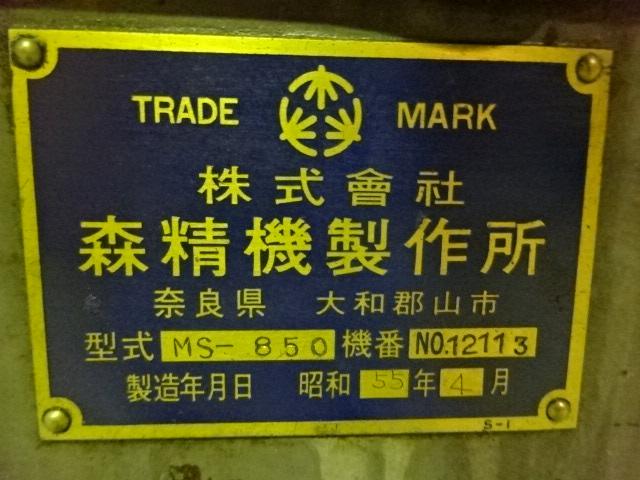 TRADE MARK
株式會社
森精機製作所
奈良県 大和郡山市
型式 MS-850 機番 NO.12113
製造年月日 昭和 55 年 4 月
S-1